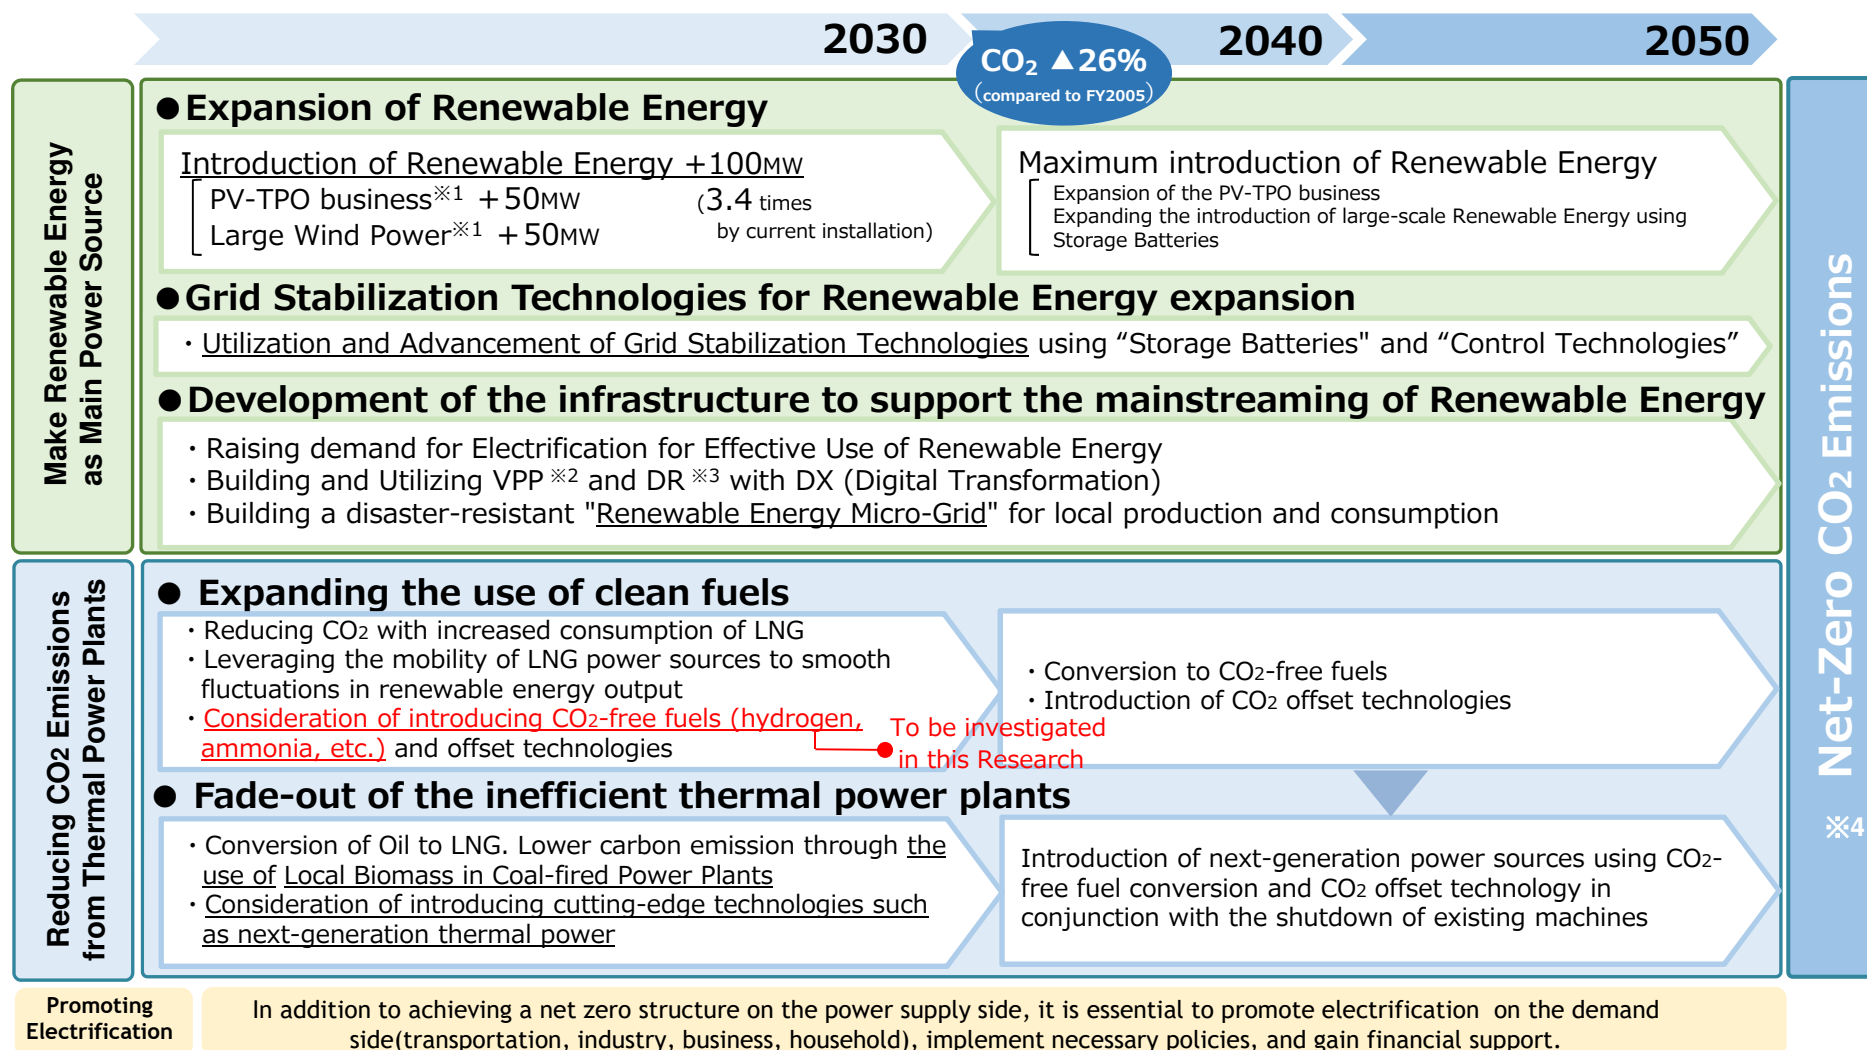 2030
2040
2050
CO2 ▲26%
(compared to FY2005)
Make Renewable Energy
as Main Power Source
●Expansion of Renewable Energy
Introduction of Renewable Energy +100MW
PV-TPO business※1 +50MW
Large Wind Power※1 +50MW
(3.4 times
by current installation)
Maximum introduction of Renewable Energy
Expansion of the PV-TPO business
Expanding the introduction of large-scale Renewable Energy using
Storage Batteries
●Grid Stabilization Technologies for Renewable Energy expansion
・Utilization and Advancement of Grid Stabilization Technologies using “Storage Batteries" and “Control Technologies”
●Development of the infrastructure to support the mainstreaming of Renewable Energy
・Raising demand for Electrification for Effective Use of Renewable Energy
・Building and Utilizing VPP ※2 and DR ※3 with DX (Digital Transformation)
・Building a disaster-resistant "Renewable Energy Micro-Grid" for local production and consumption
Reducing CO2 Emissions
from Thermal Power Plants
● Expanding the use of clean fuels
・Reducing CO2 with increased consumption of LNG
・Leveraging the mobility of LNG power sources to smooth
fluctuations in renewable energy output
・Consideration of introducing CO2-free fuels (hydrogen,
ammonia, etc.) and offset technologies
To be investigated
in this Research
・Conversion to CO2-free fuels
・Introduction of CO2 offset technologies
● Fade-out of the inefficient thermal power plants
・Conversion of Oil to LNG. Lower carbon emission through the
use of Local Biomass in Coal-fired Power Plants
・Consideration of introducing cutting-edge technologies such
as next-generation thermal power
Introduction of next-generation power sources using CO2-
free fuel conversion and CO2 offset technology in
conjunction with the shutdown of existing machines
Net-Zero CO2 Emissions
※4
Promoting
Electrification
In addition to achieving a net zero structure on the power supply side, it is essential to promote electrification on the demand
side(transportation, industry, business, household), implement necessary policies, and gain financial support.